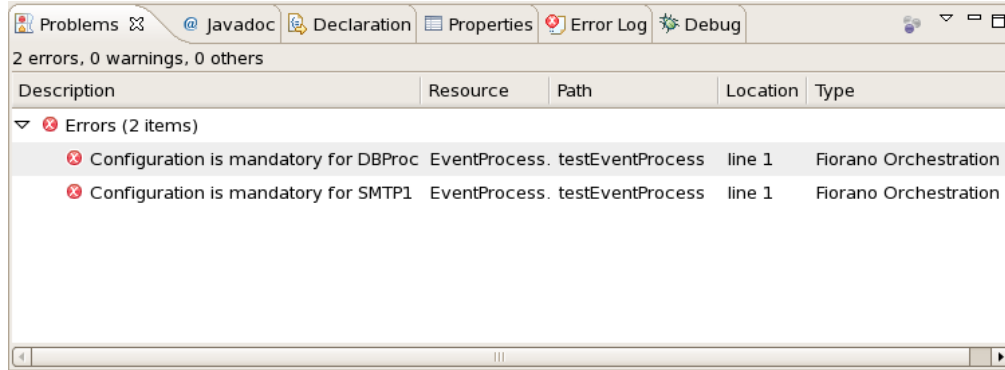 Problems @ Javadoc Declaration Properties Error Log Debug
2 errors, 0 warnings, 0 others
Description Resource Path Location Type
Errors (2 items)
Configuration is mandatory for DBProc EventProcess. testEventProcess line 1 Fiorano Orchestration
Configuration is mandatory for SMTP1 EventProcess. testEventProcess line 1 Fiorano Orchestration